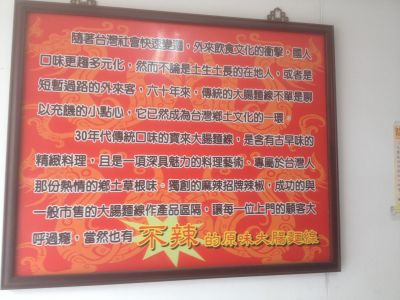 隨著台灣社會快速變遷，外來飲食文化的衝擊，國人
口味更趨多元化，然而不論是土生土長的在地人，或者是
短暫過路的外來客，六十年來，傳統的大腸麵線不單是聊
以充饑的小點心，它已然成為台灣鄉土文化的一環。
30年代傳統口味的寶來大腸麵線，是含有古早味的
精緻料理，且是一項深具魅力的料理藝術。專屬於台灣人
那份熱情的鄉土草根味。獨創的麻辣招牌辣椒，成功的與
一般市售的大腸麵線作產品區隔，讓每一位上門的顧客大
呼過癮，當然也有 不辣 的原味大腸麵線